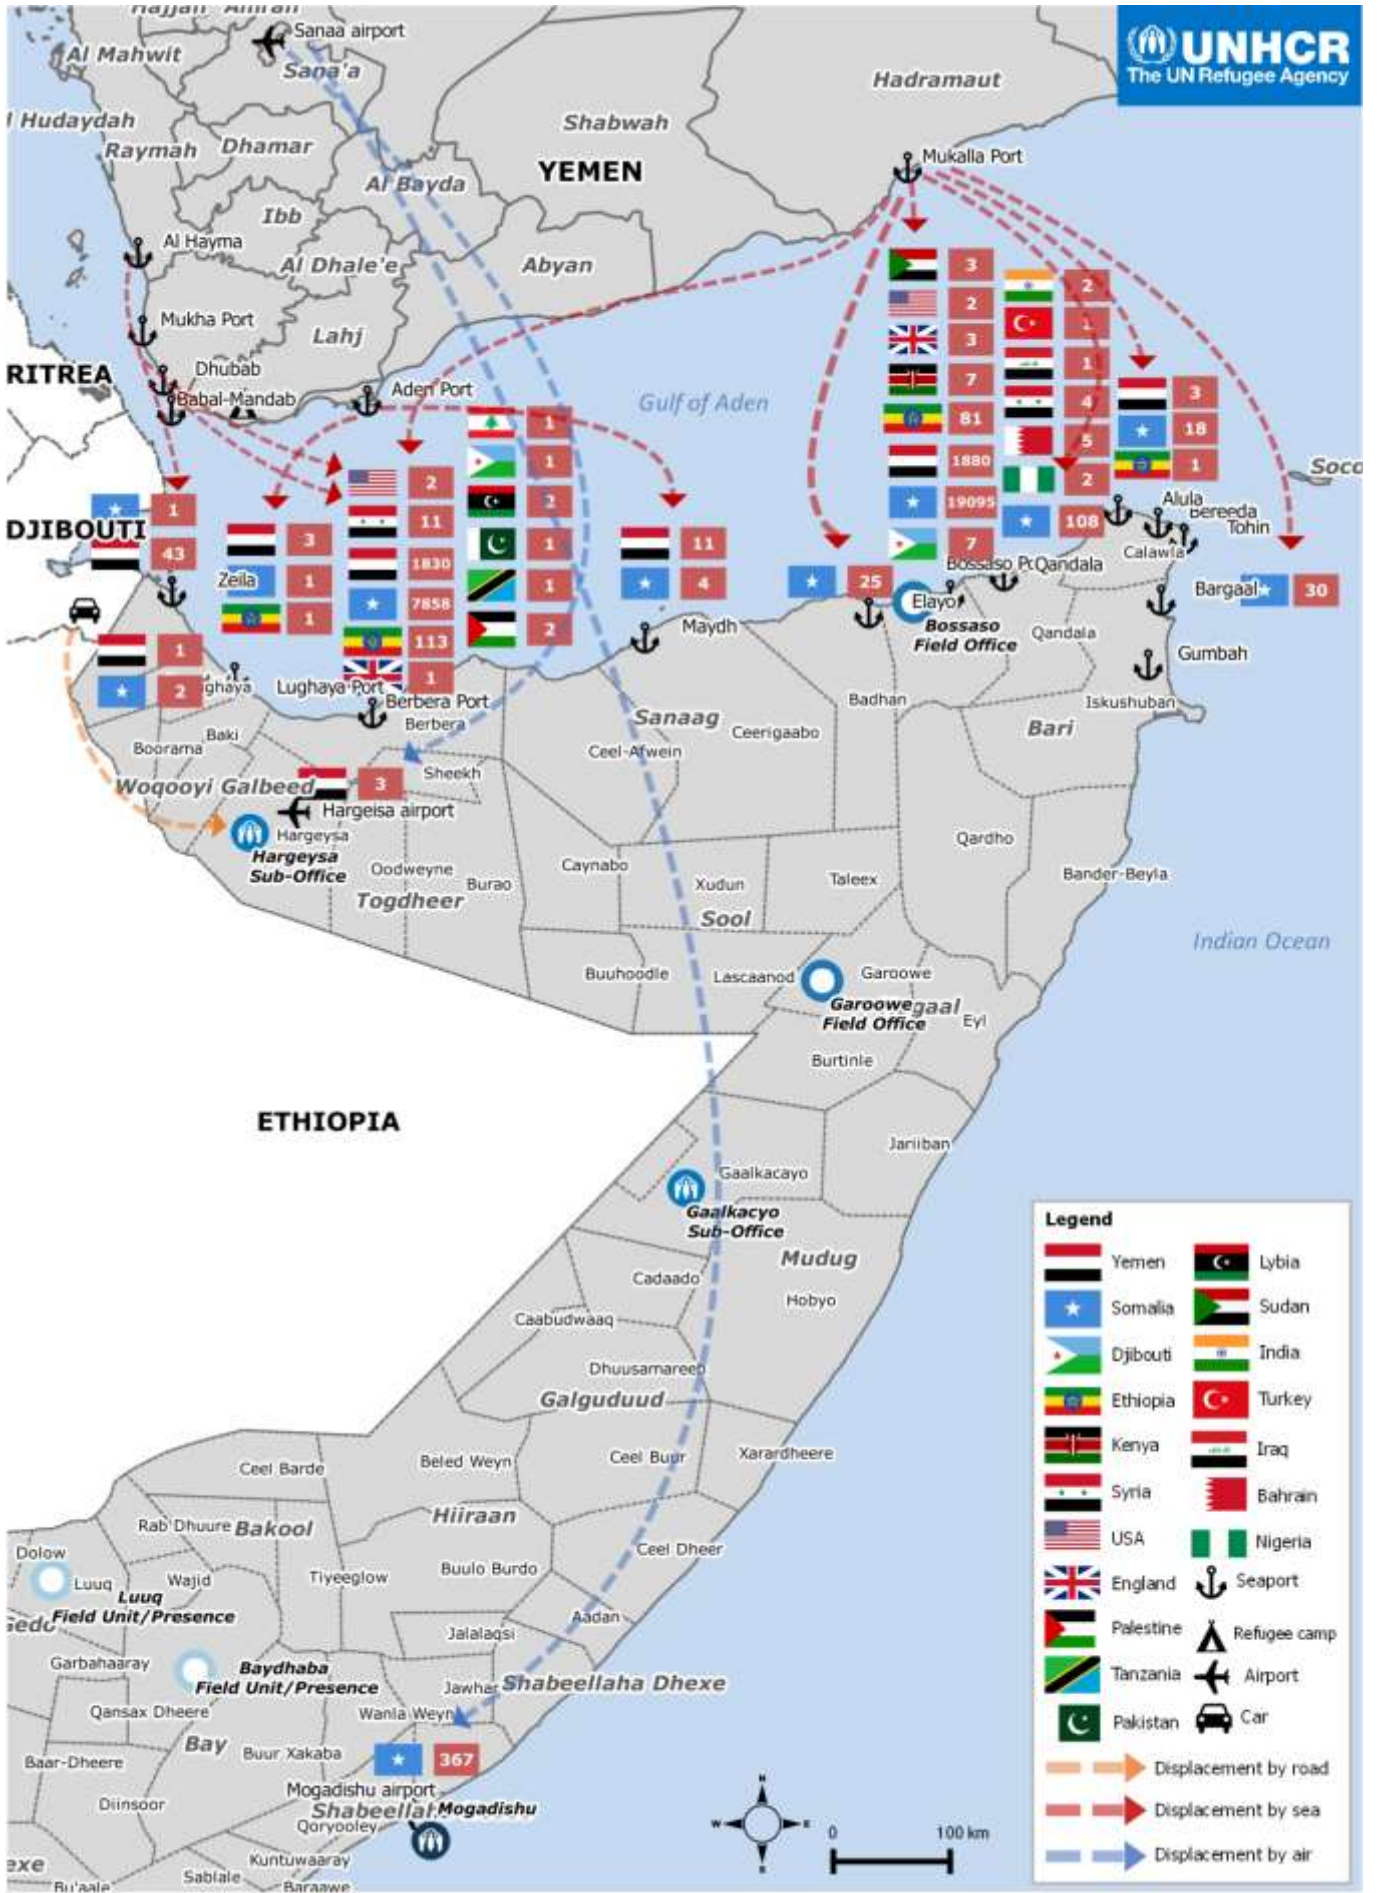 Hajjah Amran
Sanaa airport
Al Mahwit
Sana'a
UNHCR
The UN Refugee Agency
Hadramaut
l Hudaydah
Shabwah
Raymah
Dhamar
Mukalla Port
YEMEN
Al Bayda
Ibb
Al Hayma
Al Dhale'e
Abyan
3
2
Mukha Port
2
1
Lahj
3
RITREA
Dhubab
7
1
Aden Port
3
Babal-Mandab
Gulf of Aden
4
81
1
18
5
1880
1
1
Soco
2
2
1
11
2
19095
108
Alula
Bereeda
DJIBOUTI
Tohin
3
1
11
7
43
1830
Calawla
Bossaso Po
Qandala
Zeila
1
1
4
25
Bargaal
30
7858
Elayo
1
2
Maydh
Bossaso
Field Office
Qandala
113
1
Gumbah
2
ghaya
Lughaya Port
1
Berbera Port
Badhan
Iskushuban
Berbera
Sanaag
Ceerigaabo
Bari
Baki
Boorama
Ceel-Afwein
Sheekh
Woqooyi Galbeed
3
Hargeisa airport
Hargeysa
Hargeysa
Sub-Office
Qardho
Oodweyne
Caynabo
Burao
Xudun
Taleex
Bander-Beyla
Togdheer
Sool
Indian Ocean
Buuhoodle
Lascaanod
Garoowe
Garoowe
gaal
Field Office
Eyl
Burtinle
ETHIOPIA
Jariiban
Gaalkacayo
Gaalkacyo
Sub-Office
Mudug
Cadaado
Hobyo
Caabudwaaq
Dhuusamareeb
Galguduud
Xarardheere
Ceel Buur
Beled Weyn
Ceel Barde
Hiiraan
Rab Dhuure
Bakool
Ceel Dheer
Dolow
Buulo Burdo
Luuq
Wajid
Tiyeeglow
Luuq
Field Unit/Presence
Gedo
Aadan
Jalalaqsi
Garbahaaray
Baydhaba
Field Unit/Presence
Jawhar
Shabeellaha Dhexe
Qansax Dheere
Wanla Weyn
Bay
Buur Xakaba
Baar-Dheere
367
Mogadishu airport
Diinsoor
Mogadishu
Qoryooley
Kuntuwaaray
exe
Sablale
Bu'aale
Baraawe
N
W
E
S
0
100 km
Legend
Yemen
Lybia
Somalia
Sudan
Djibouti
India
Ethiopia
Turkey
Kenya
Iraq
Syria
Bahrain
USA
Nigeria
England
Seaport
Palestine
Refugee camp
Tanzania
Airport
Pakistan
Car
Displacement by road
Displacement by sea
Displacement by air